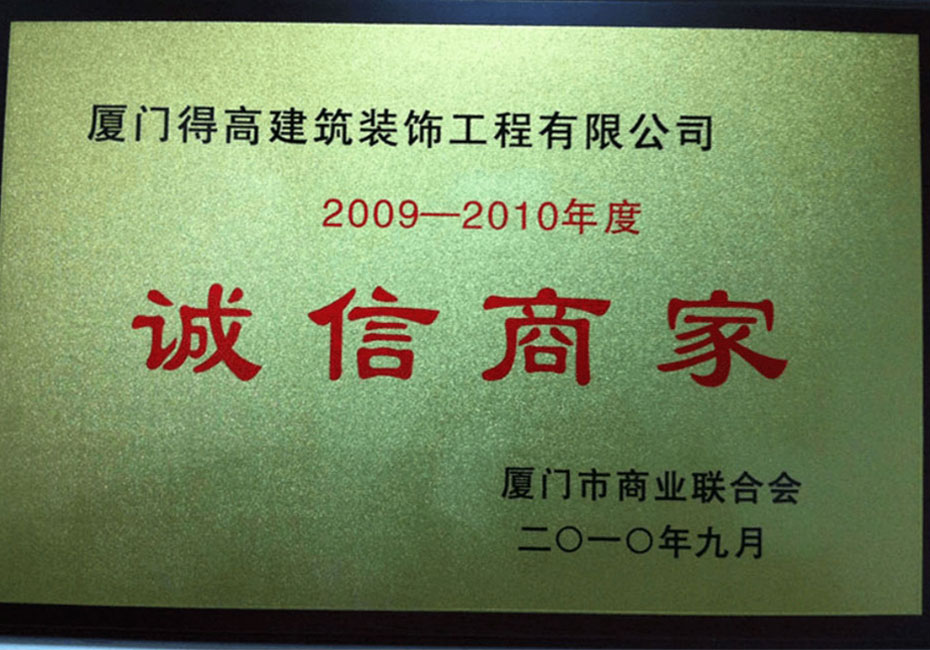 厦门得高建筑装饰工程有限公司
2009—2010年度
诚信商家
厦门市商业联合会
二〇一〇年九月